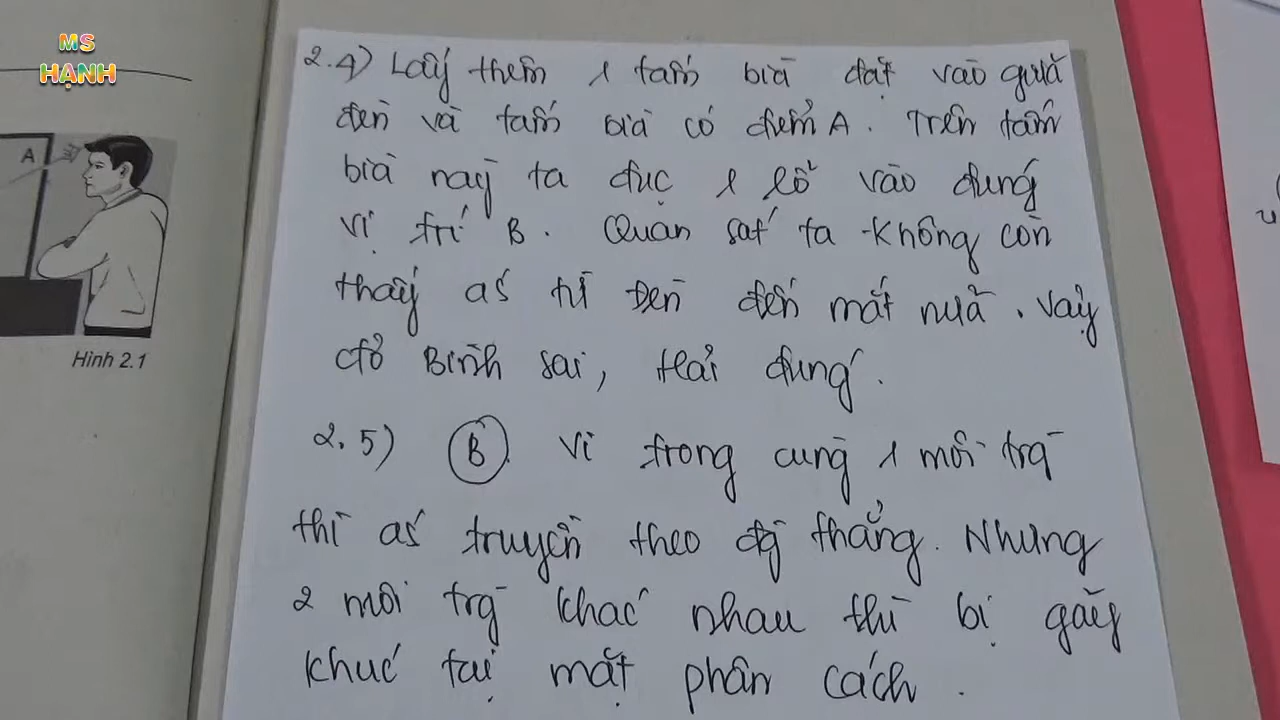 MS
HẠNH
A
Hình 2.1
2.4) Lấy thêm 1 tấm bìa đặt vào giữa
đèn và tấm bìa có điểm A. Trên tấm
bìa này ta đục 1 lỗ vào đúng
vị trí B. Quan sát ta không còn
thấy as từ đèn đến mắt nữa. Vậy
chỗ Bình sai, Hải đúng.
2.5) B Vì trong cùng 1 môi trg
thì as truyền theo đg thẳng. Nhưng
2 môi trg khác nhau thì bị gãy
khúc tại mặt phân cách.